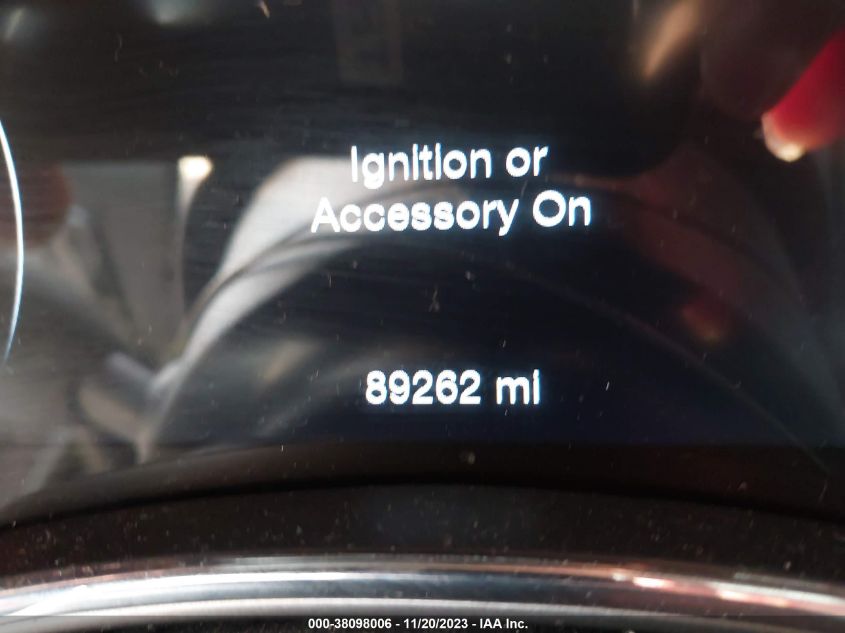 Ignition or
Accessory On
89262 mi
000-38098006 - 11/20/2023 - IAA Inc.